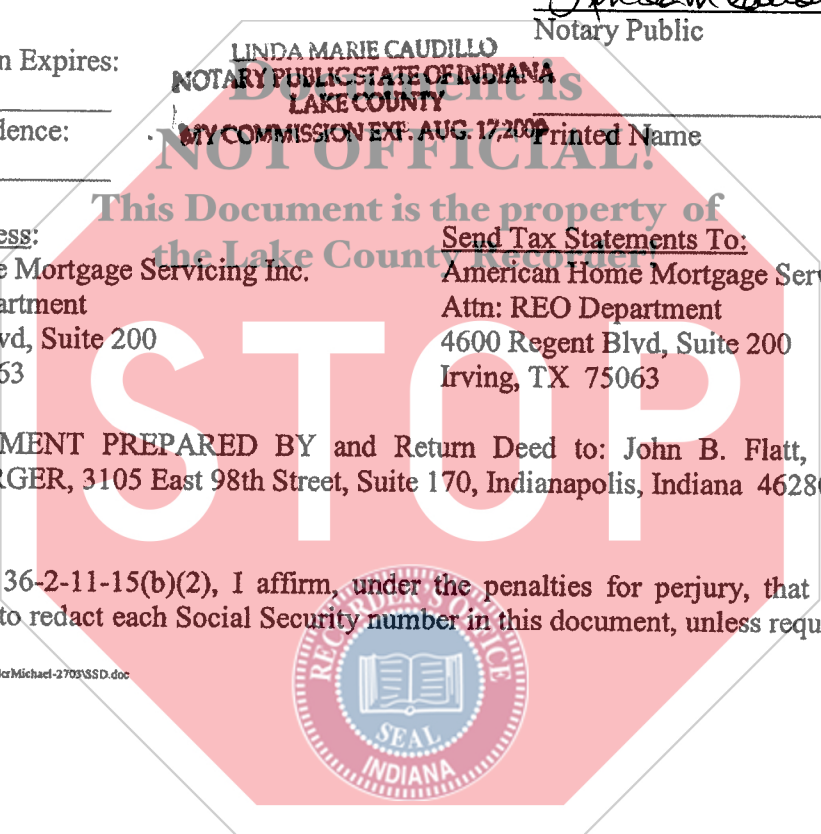 Notary Public
n Expires:
LINDA MARIE CAUDILLO
NOTARY PUBLIC STATE OF INDIANA
LAKE COUNTY
MY COMMISSION EXP. AUG. 17,2009
dence:
Printed Name
Document is
NOT OFFICIAL!
This Document is the property of
the Lake County Recorder!
ess:
e Mortgage Servicing Inc.
artment
vd, Suite 200
63
Send Tax Statements To:
American Home Mortgage Serv
Attn: REO Department
4600 Regent Blvd, Suite 200
Irving, TX 75063
STOP
MENT PREPARED BY and Return Deed to: John B. Flatt,
RGER, 3105 East 98th Street, Suite 170, Indianapolis, Indiana 4628
36-2-11-15(b)(2), I affirm, under the penalties for perjury, that
to redact each Social Security number in this document, unless requ
erMichael-2703\SSD.doc
RECORDER'S OFFICE
SEAL
INDIANA